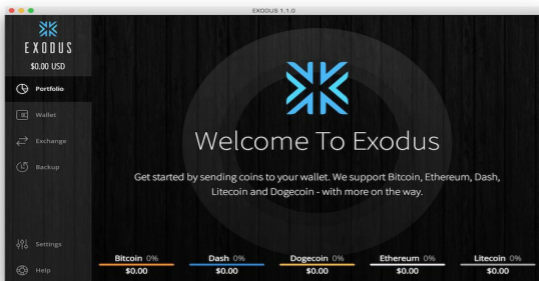 EXODUS 1.1.0
EXODUS
$0.00 USD
Portfolio
Wallet
Exchange
Backup
Settings
Help
Welcome To Exodus
Get started by sending coins to your wallet. We support Bitcoin, Ethereum, Dash,
Litecoin and Dogecoin - with more on the way.
Bitcoin 0% Dash 0% Dogecoin 0% Ethereum 0% Litecoin 0%
$0.00 $0.00 $0.00 $0.00 $0.00